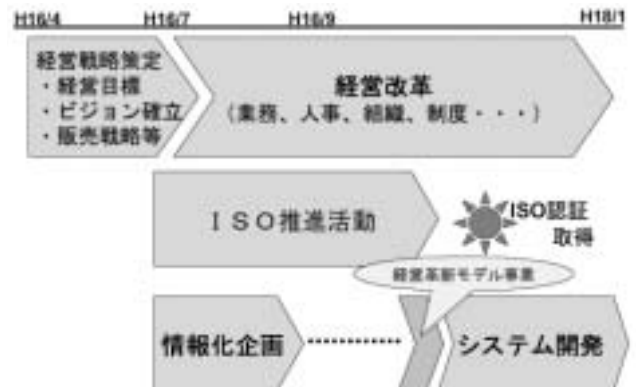 H16/4 H16/7 H16/9 H18/1
経営戦略策定
・経営目標
・ビジョン確立
・販売戦略等
経営改革
(業務、人事、組織、制度・・・)
ISO推進活動
ISO認証
取得
経営革新モデル事業
情報化企画
システム開発